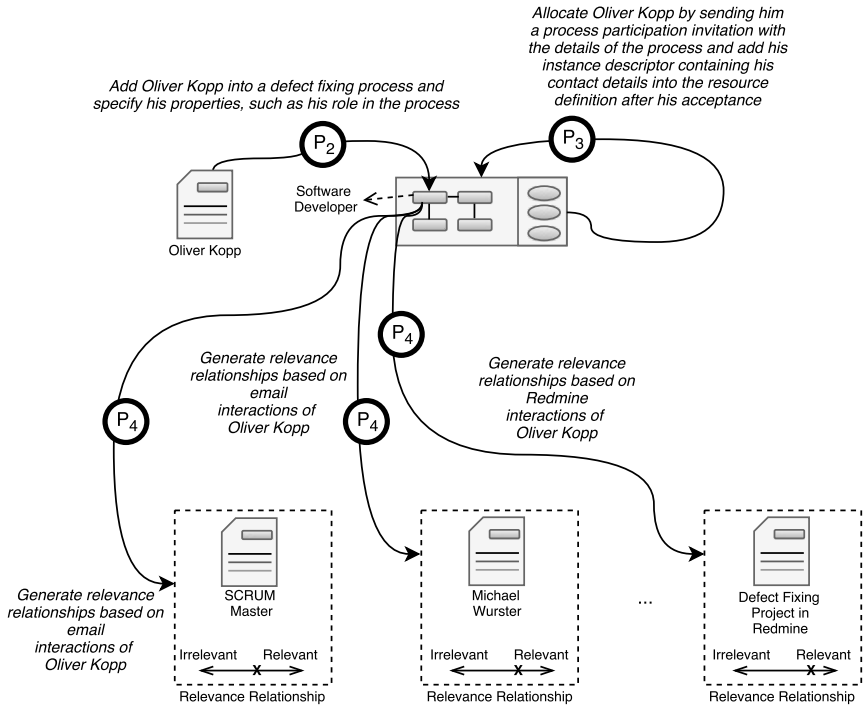 Allocate Oliver Kopp by sending him
a process participation invitation with
the details of the process and add his
instance descriptor containing his
contact details into the resource
definition after his acceptance
Add Oliver Kopp into a defect fixing process and
specify his properties, such as his role in the process
P2
P3
Software
Developer
Oliver Kopp
P4
Generate relevance
relationships based on
email
interactions of
Oliver Kopp
Generate relevance
relationships based on
Redmine
interactions of
Oliver Kopp
P4
P4
Generate relevance
relationships based on
email
interactions of
Oliver Kopp
SCRUM
Master
Irrelevant Relevant
X
Relevance Relationship
Michael
Wurster
Irrelevant Relevant
X
Relevance Relationship
...
Defect Fixing
Project in
Redmine
Irrelevant Relevant
X
Relevance Relationship